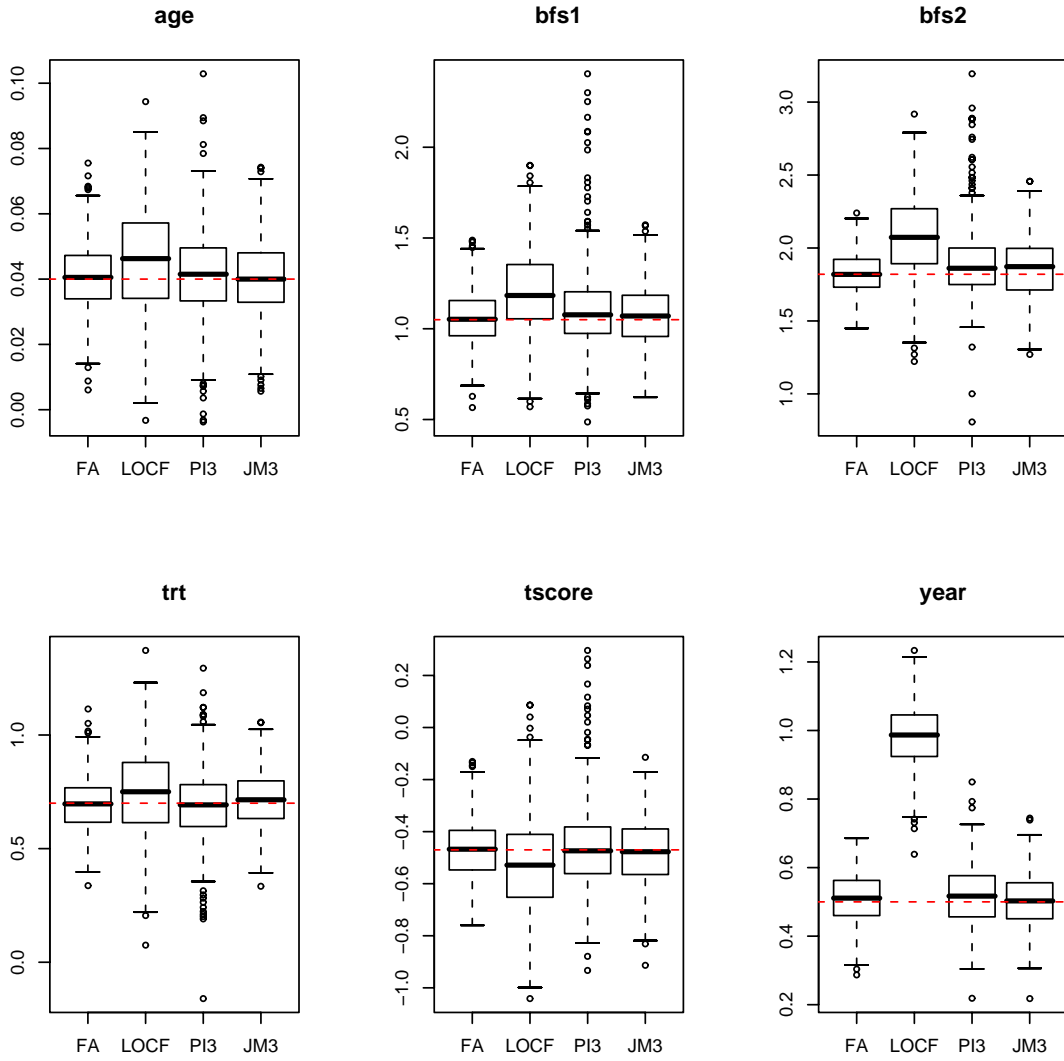 age
0.00 0.02 0.04 0.06 0.08 0.10
FA LOCF PI3 JM3
bfs1
0.5 1.0 1.5 2.0
FA LOCF PI3 JM3
bfs2
1.0 1.5 2.0 2.5 3.0
FA LOCF PI3 JM3
trt
0.0 0.5 1.0
FA LOCF PI3 JM3
tscore
−1.0 −0.8 −0.6 −0.4 −0.2 0.0 0.2
FA LOCF PI3 JM3
year
0.2 0.4 0.6 0.8 1.0 1.2
FA LOCF PI3 JM3